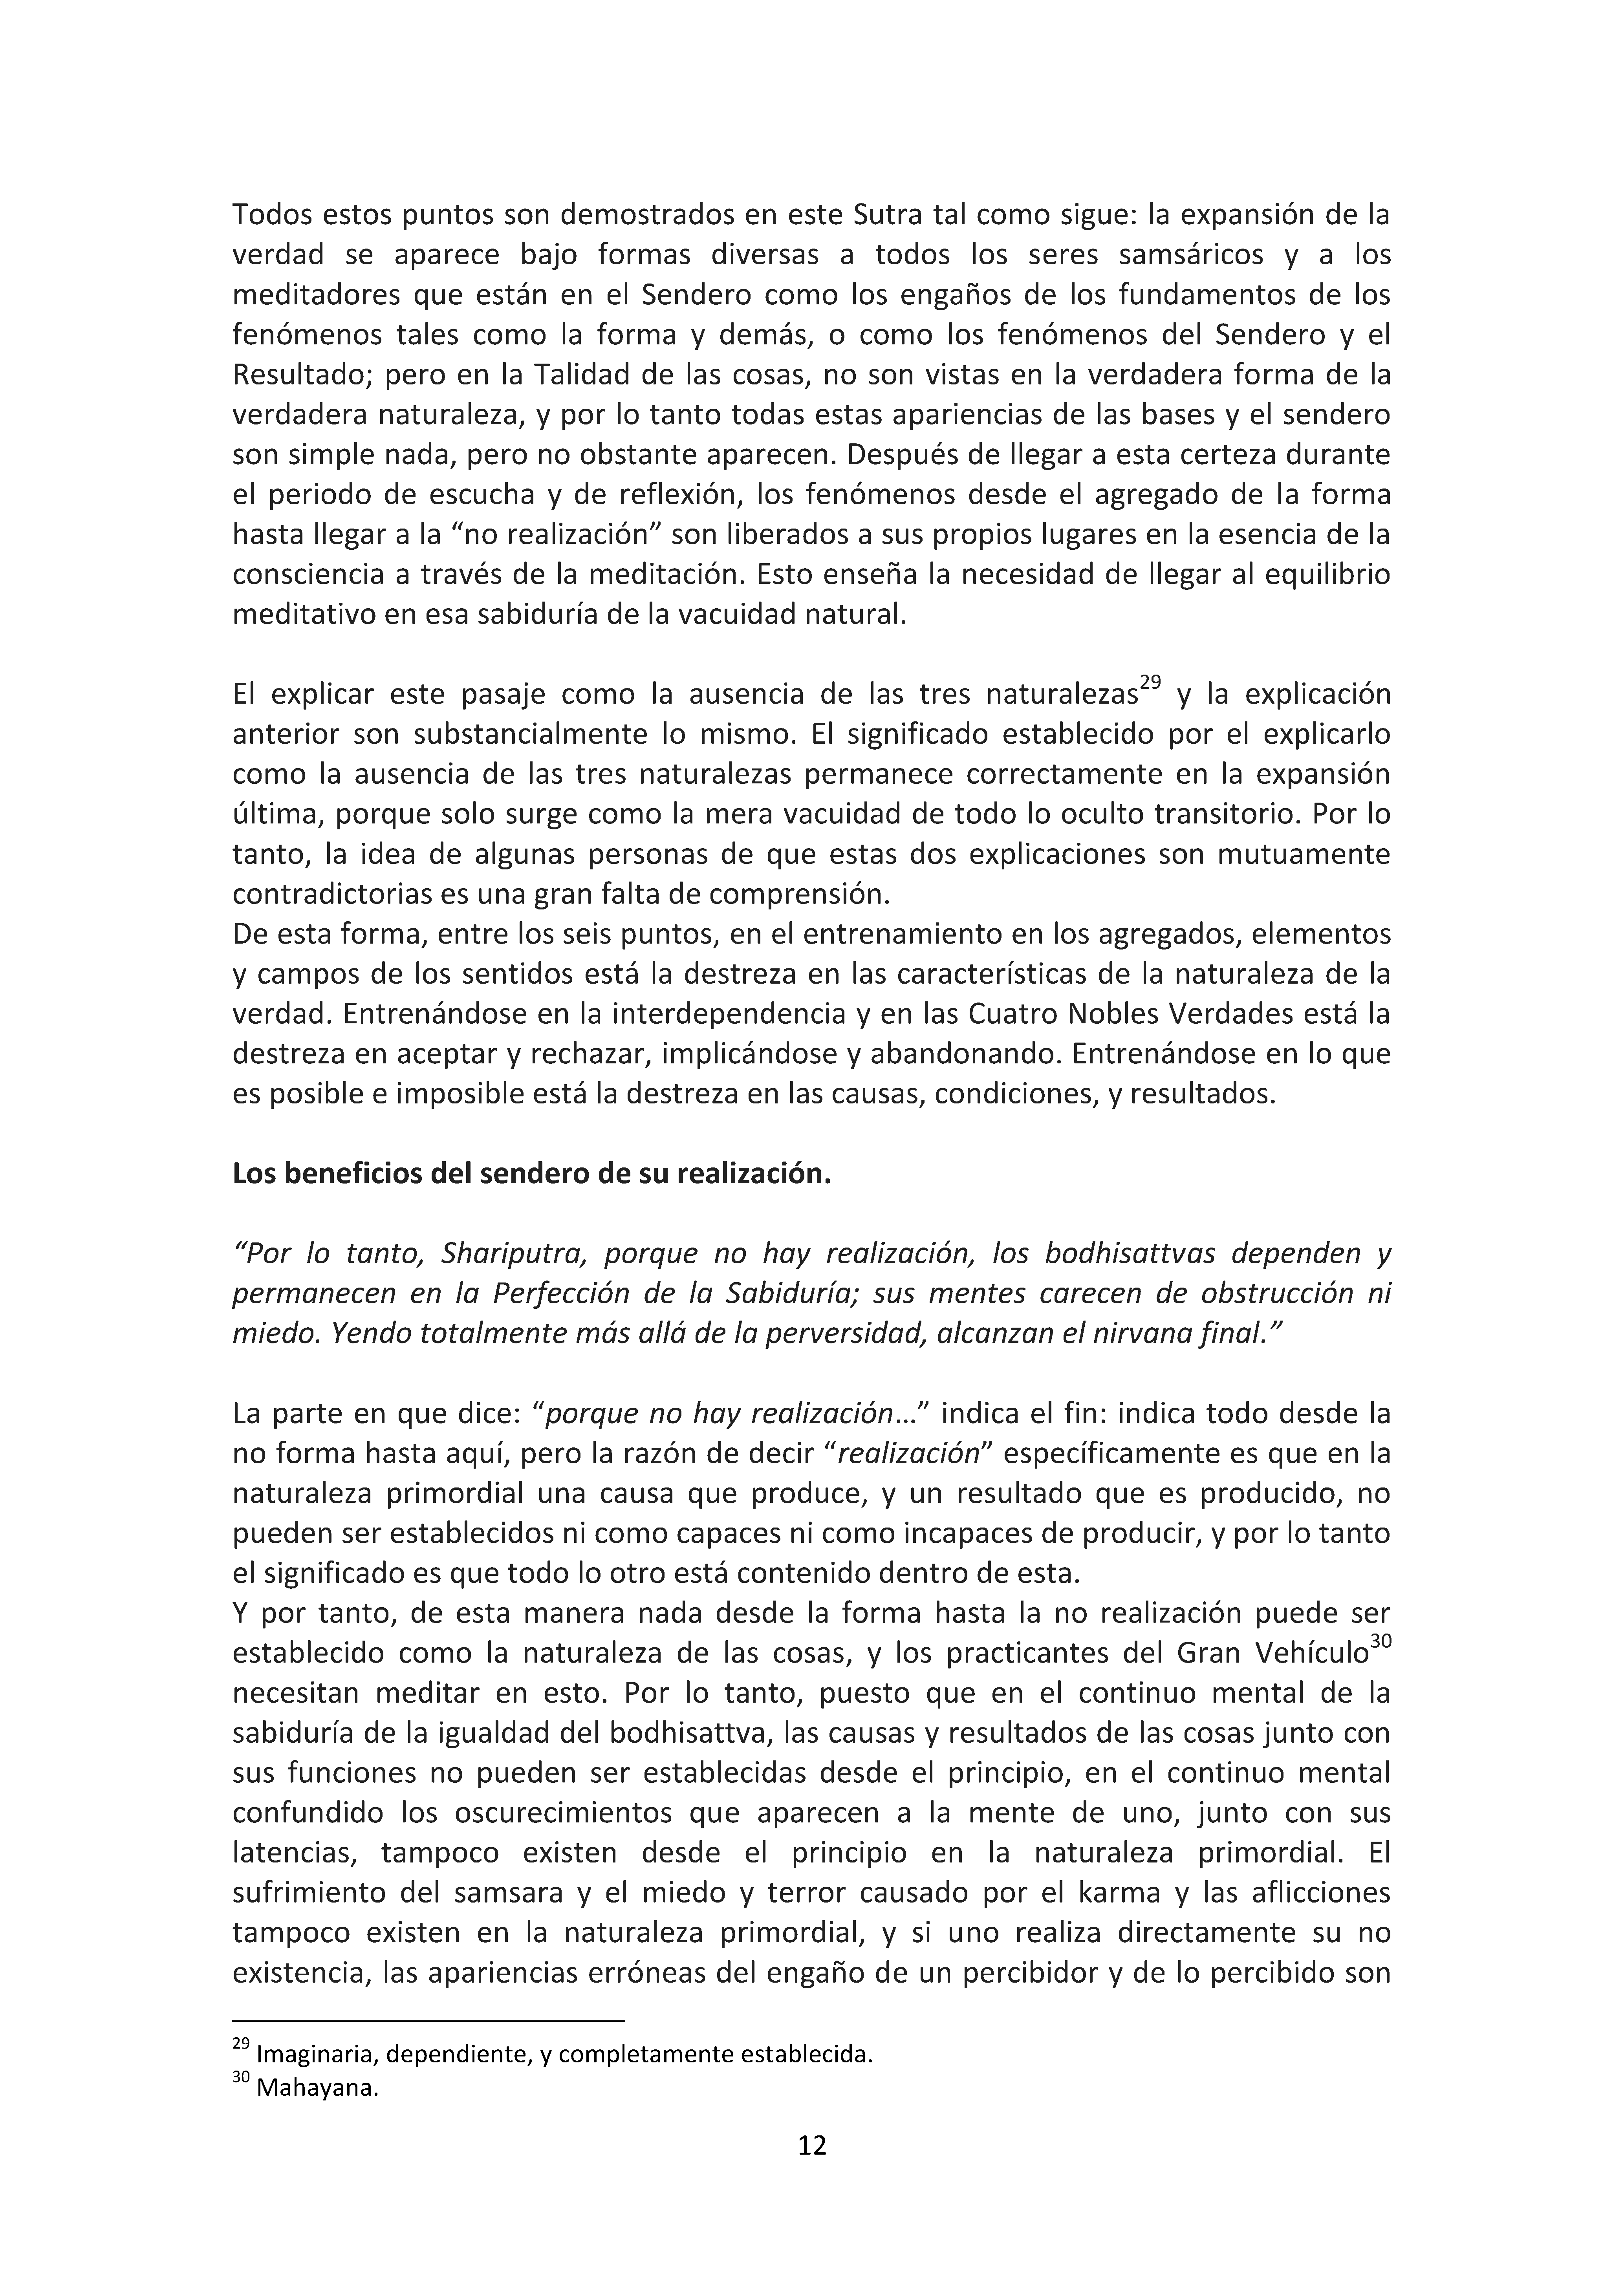 Todos estos puntos son demostrados en este Sutra tal como sigue: la expansión de la
verdad se aparece bajo formas diversas a todos los seres samsáricos y a los
meditadores que están en el Sendero como los engaños de los fundamentos de los
fenómenos tales como la forma y demás, o como los fenómenos del Sendero y el
Resultado; pero en la Talidad de las cosas, no son vistas en la verdadera forma de la
verdadera naturaleza, y por lo tanto todas estas apariencias de las bases y el sendero
son simple nada, pero no obstante aparecen. Después de llegar a esta certeza durante
el periodo de escucha y de reflexión, los fenómenos desde el agregado de la forma
hasta llegar a la “no realización” son liberados a sus propios lugares en la esencia de la
consciencia a través de la meditación. Esto enseña la necesidad de llegar al equilibrio
meditativo en esa sabiduría de la vacuidad natural.
El explicar este pasaje como la ausencia de las tres naturalezas29 y la explicación
anterior son substancialmente lo mismo. El significado establecido por el explicarlo
como la ausencia de las tres naturalezas permanece correctamente en la expansión
última, porque solo surge como la mera vacuidad de todo lo oculto transitorio. Por lo
tanto, la idea de algunas personas de que estas dos explicaciones son mutuamente
contradictorias es una gran falta de comprensión.
De esta forma, entre los seis puntos, en el entrenamiento en los agregados, elementos
y campos de los sentidos está la destreza en las características de la naturaleza de la
verdad. Entrenándose en la interdependencia y en las Cuatro Nobles Verdades está la
destreza en aceptar y rechazar, implicándose y abandonando. Entrenándose en lo que
es posible e imposible está la destreza en las causas, condiciones, y resultados.
Los beneficios del sendero de su realización.
“Por lo tanto, Shariputra, porque no hay realización, los bodhisattvas dependen y
permanecen en la Perfección de la Sabiduría; sus mentes carecen de obstrucción ni
miedo. Yendo totalmente más allá de la perversidad, alcanzan el nirvana final.”
La parte en que dice: “porque no hay realización…” indica el fin: indica todo desde la
no forma hasta aquí, pero la razón de decir “realización” específicamente es que en la
naturaleza primordial una causa que produce, y un resultado que es producido, no
pueden ser establecidos ni como capaces ni como incapaces de producir, y por lo tanto
el significado es que todo lo otro está contenido dentro de esta.
Y por tanto, de esta manera nada desde la forma hasta la no realización puede ser
establecido como la naturaleza de las cosas, y los practicantes del Gran Vehículo30
necesitan meditar en esto. Por lo tanto, puesto que en el continuo mental de la
sabiduría de la igualdad del bodhisattva, las causas y resultados de las cosas junto con
sus funciones no pueden ser establecidas desde el principio, en el continuo mental
confundido los oscurecimientos que aparecen a la mente de uno, junto con sus
latencias, tampoco existen desde el principio en la naturaleza primordial. El
sufrimiento del samsara y el miedo y terror causado por el karma y las aflicciones
tampoco existen en la naturaleza primordial, y si uno realiza directamente su no
existencia, las apariencias erróneas del engaño de un percibidor y de lo percibido son
29 Imaginaria, dependiente, y completamente establecida.
30 Mahayana.
12